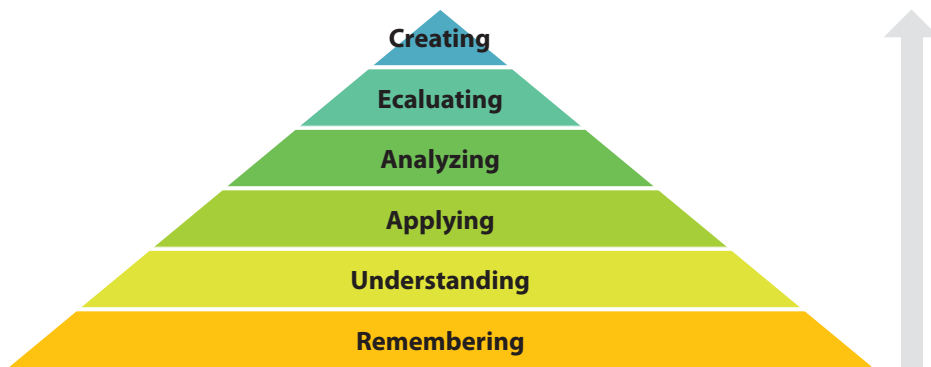 Creating
Ecaluating
Analyzing
Applying
Understanding
Remembering